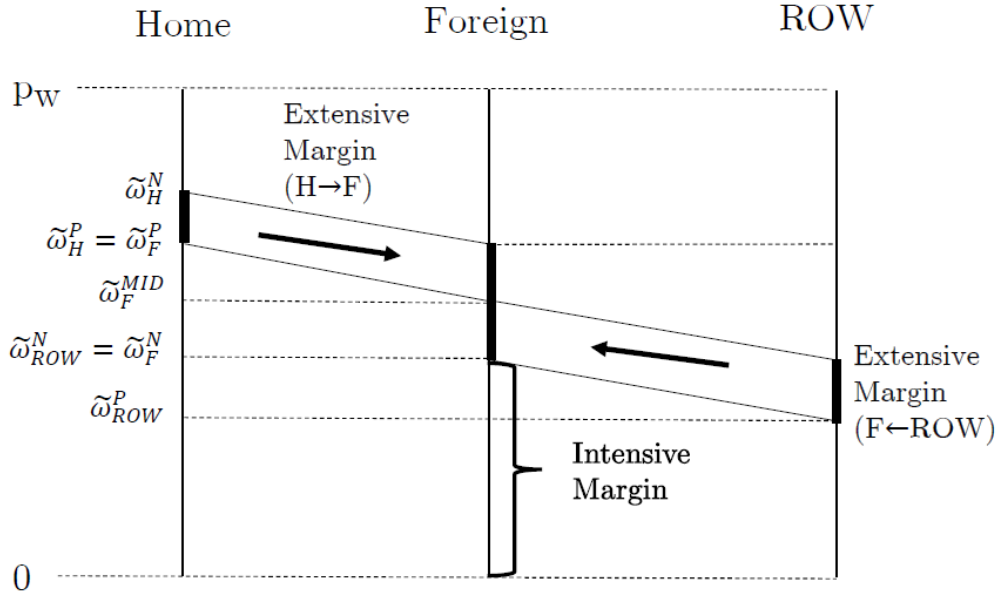 Home Foreign ROW
p_W
Extensive
Margin
(H→F)
ω̃_H^N
ω̃_H^P = ω̃_F^P
ω̃_F^MID
ω̃_ROW^N = ω̃_F^N
Extensive
Margin
(F←ROW)
ω̃_ROW^P
Intensive
Margin
0